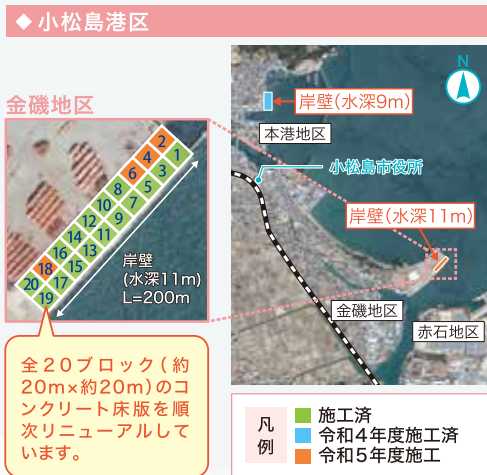 ◆小松島港区
金磯地区
2
1
4
3
6
5
8
7
10
9
12
11
14
13
16
15
18
17
20
19
岸壁
(水深11m)
L=200m
全20ブロック(約
20m×約20m)のコ
ンクリート床版を順
次リニューアルして
います。
N
岸壁(水深9m)
本港地区
小松島市役所
岸壁(水深11m)
金磯地区
赤石地区
凡例
施工済
令和4年度施工済
令和5年度施工